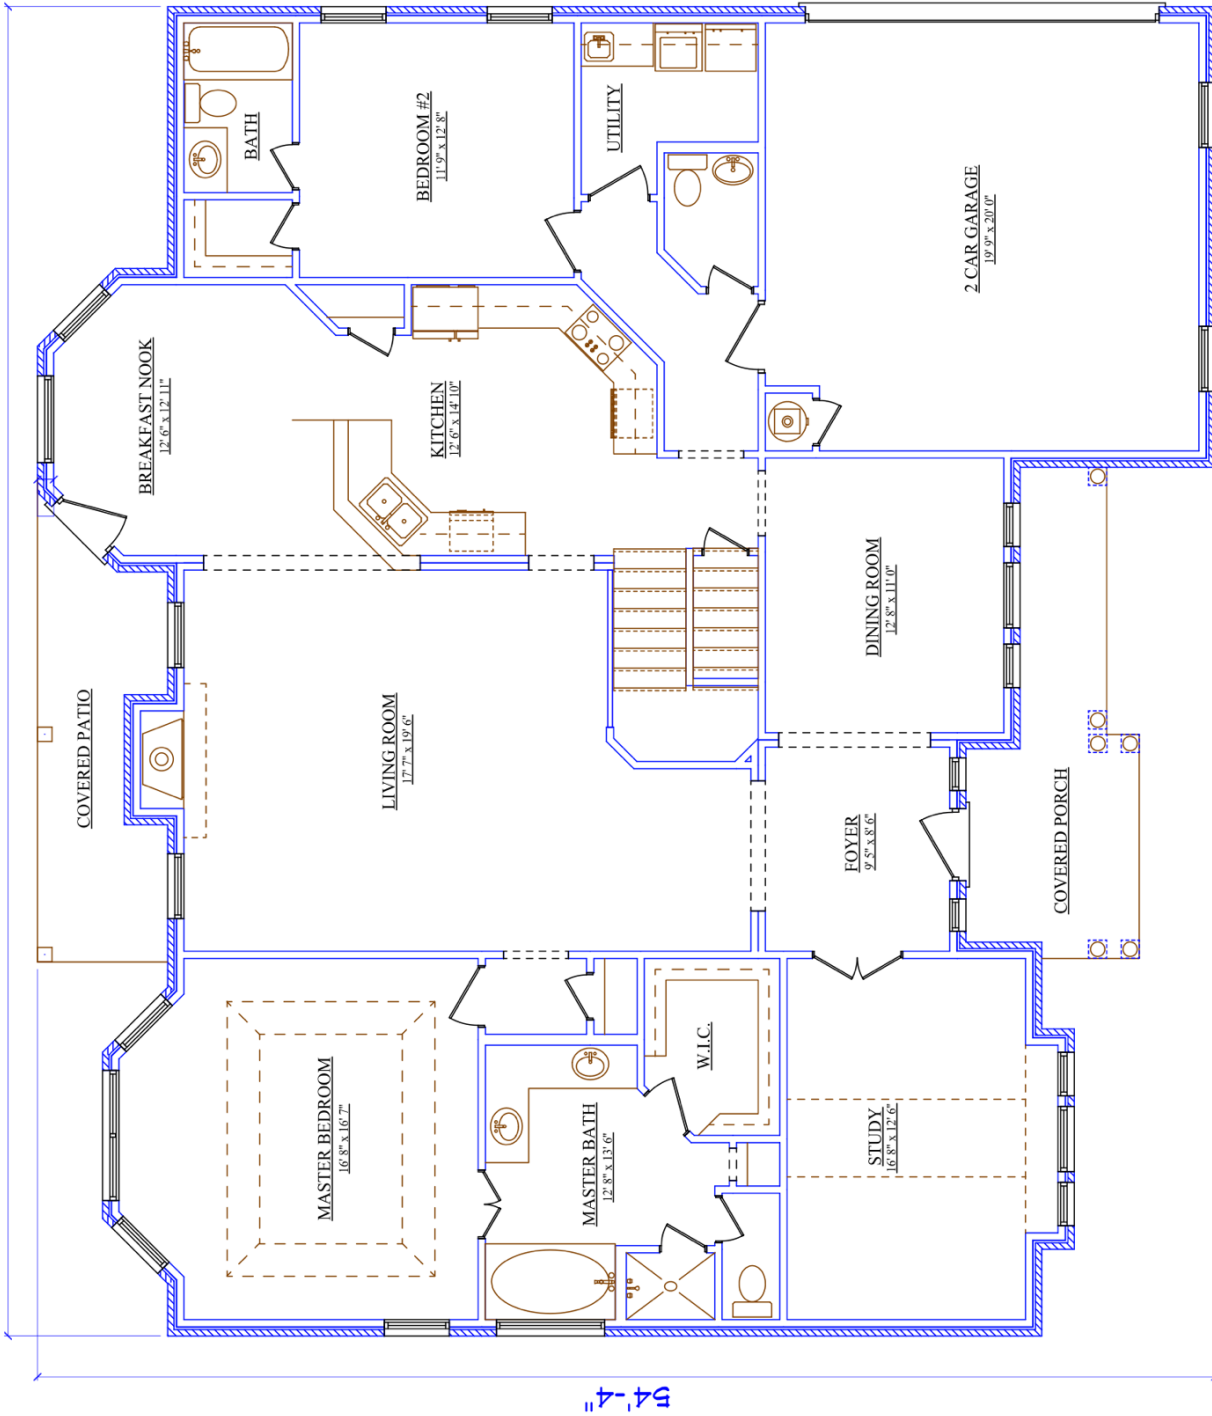 BATH
BEDROOM #2
11' 9" x 12' 8"
UTILITY
2 CAR GARAGE
19' 9" x 20' 0"
BREAKFAST NOOK
12' 6" x 12' 11"
KITCHEN
12' 6" x 14' 10"
DINING ROOM
12' 8" x 11' 0"
COVERED PATIO
LIVING ROOM
17' 7" x 19' 6"
FOYER
9' 5" x 8' 6"
COVERED PORCH
MASTER BEDROOM
16' 8" x 16' 7"
MASTER BATH
12' 8" x 13' 6"
W.I.C.
STUDY
16' 8" x 12' 6"
54'-4"